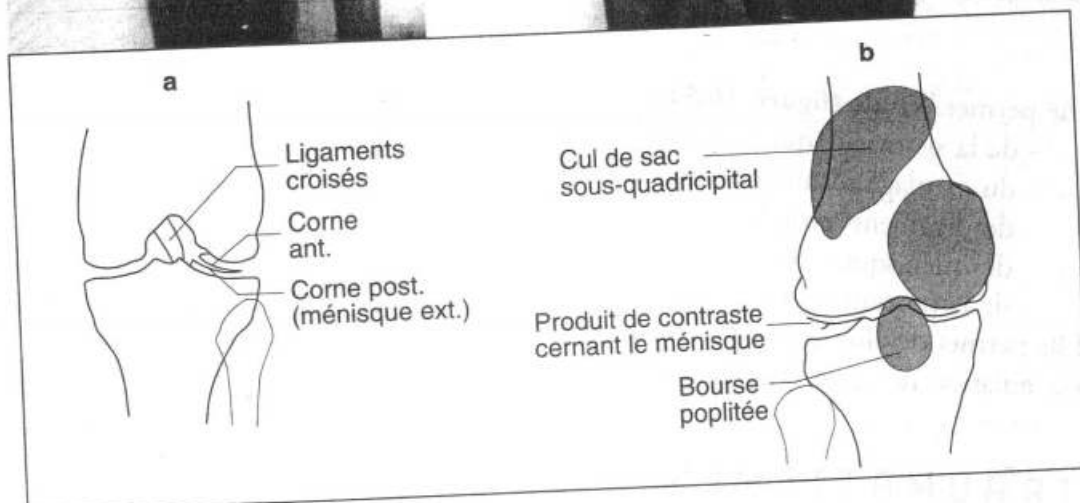 a
Ligaments
croisés
Corne
ant.
Corne post.
(ménisque ext.)
b
Cul de sac
sous-quadricipital
Produit de contraste
cernant le ménisque
Bourse
poplitée